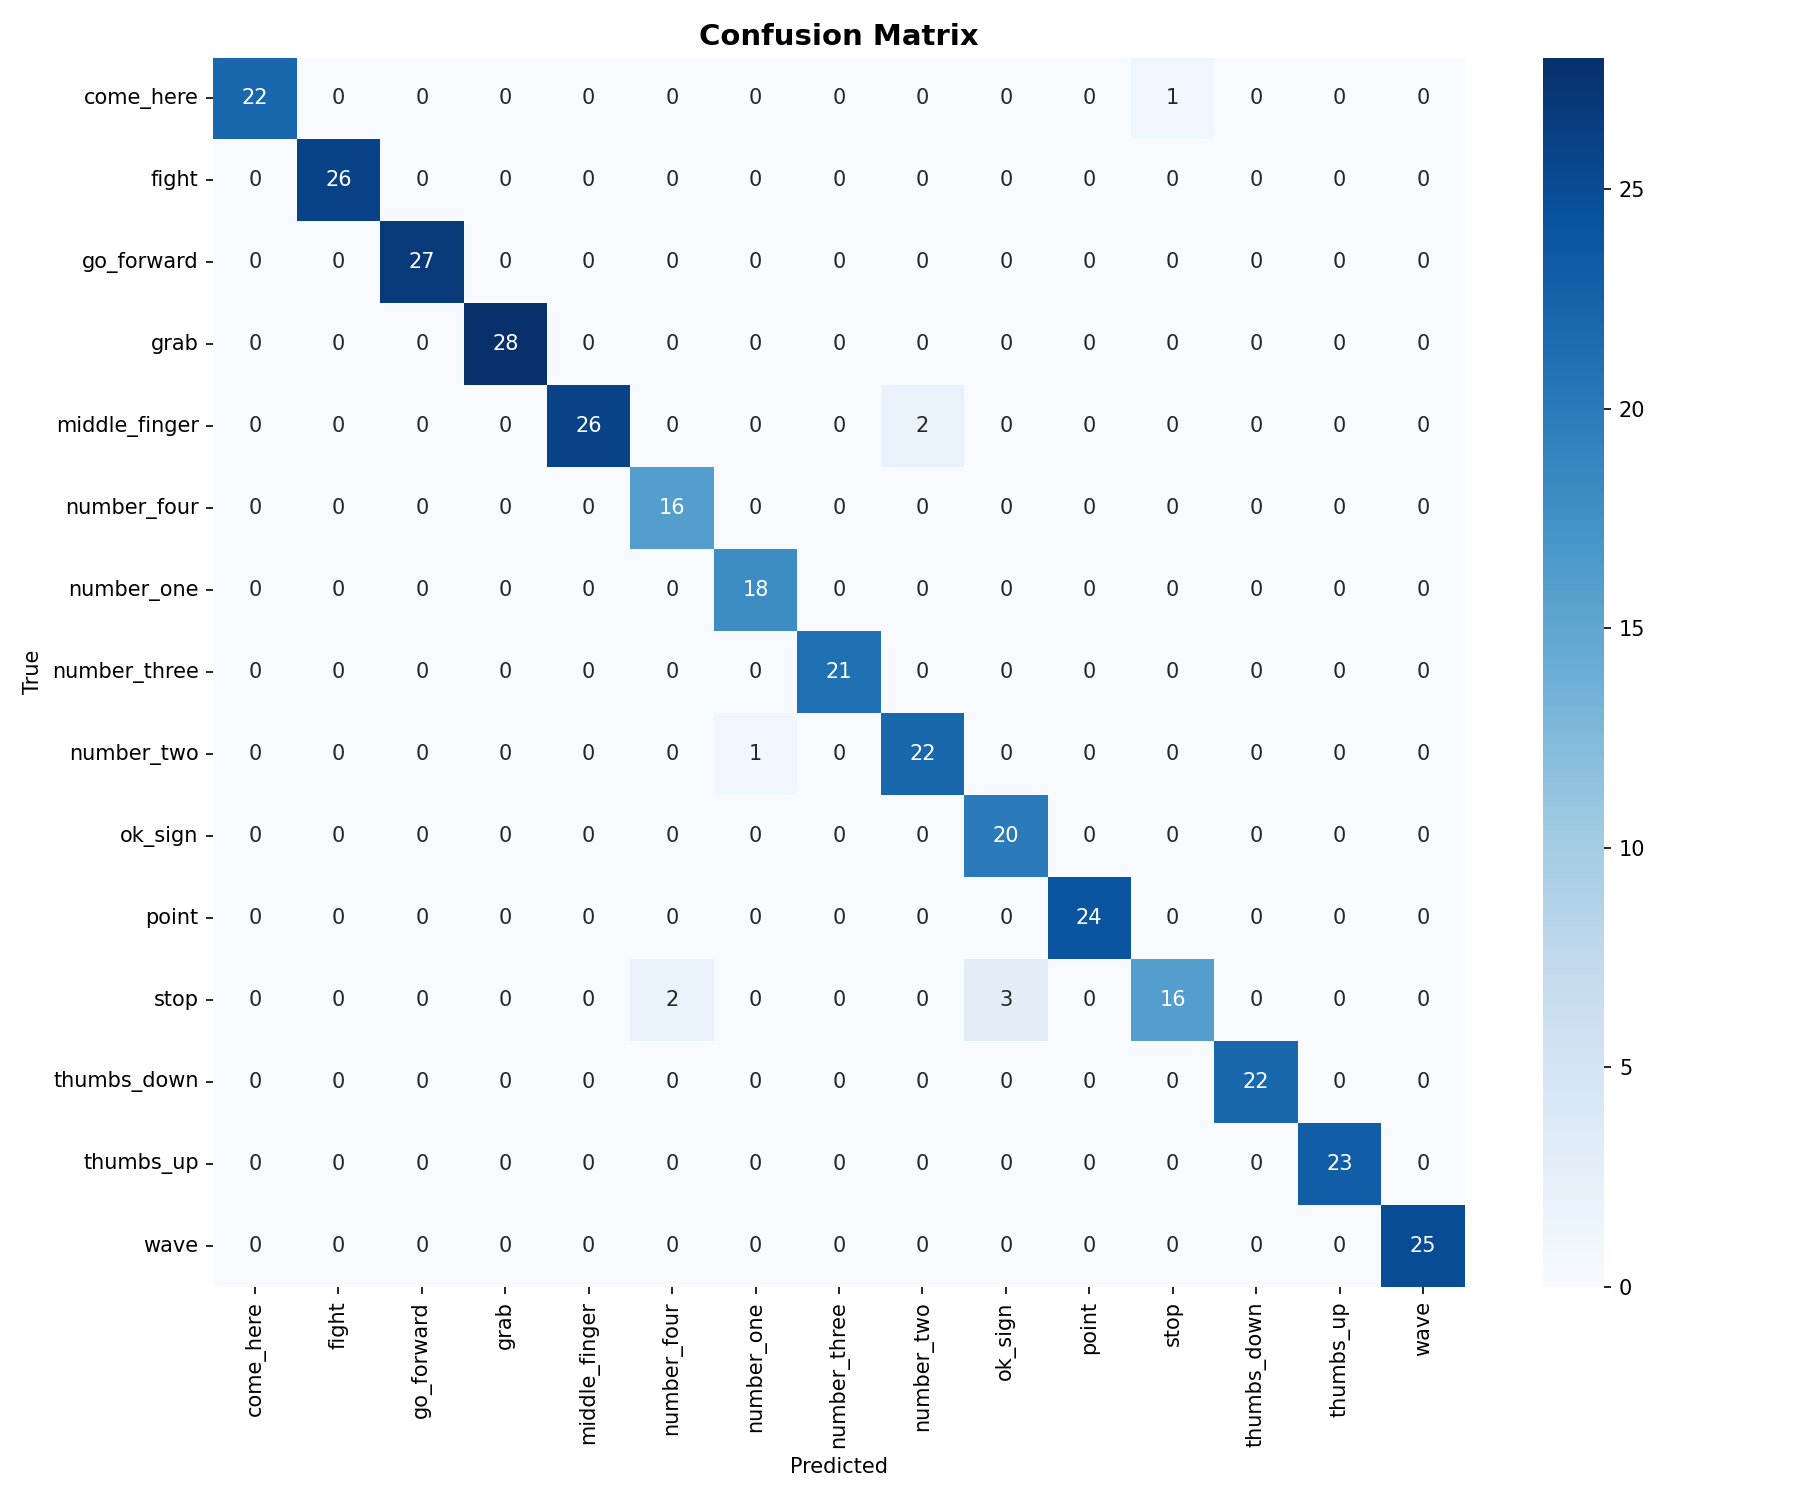 Confusion Matrix
come_here 22 0 0 0 0 0 0 0 0 0 0 1 0 0 0
fight 0 26 0 0 0 0 0 0 0 0 0 0 0 0 0
go_forward 0 0 27 0 0 0 0 0 0 0 0 0 0 0 0
grab 0 0 0 28 0 0 0 0 0 0 0 0 0 0 0
middle_finger 0 0 0 0 26 0 0 0 2 0 0 0 0 0 0
number_four 0 0 0 0 0 16 0 0 0 0 0 0 0 0 0
number_one 0 0 0 0 0 0 18 0 0 0 0 0 0 0 0
number_three 0 0 0 0 0 0 0 21 0 0 0 0 0 0 0
number_two 0 0 0 0 0 0 1 0 22 0 0 0 0 0 0
ok_sign 0 0 0 0 0 0 0 0 0 20 0 0 0 0 0
point 0 0 0 0 0 0 0 0 0 0 24 0 0 0 0
stop 0 0 0 0 0 2 0 0 0 3 0 16 0 0 0
thumbs_down 0 0 0 0 0 0 0 0 0 0 0 0 22 0 0
thumbs_up 0 0 0 0 0 0 0 0 0 0 0 0 0 23 0
wave 0 0 0 0 0 0 0 0 0 0 0 0 0 0 25
True
come_here fight go_forward grab middle_finger number_four number_one number_three number_two ok_sign point stop thumbs_down thumbs_up wave
Predicted
25
20
15
10
5
0